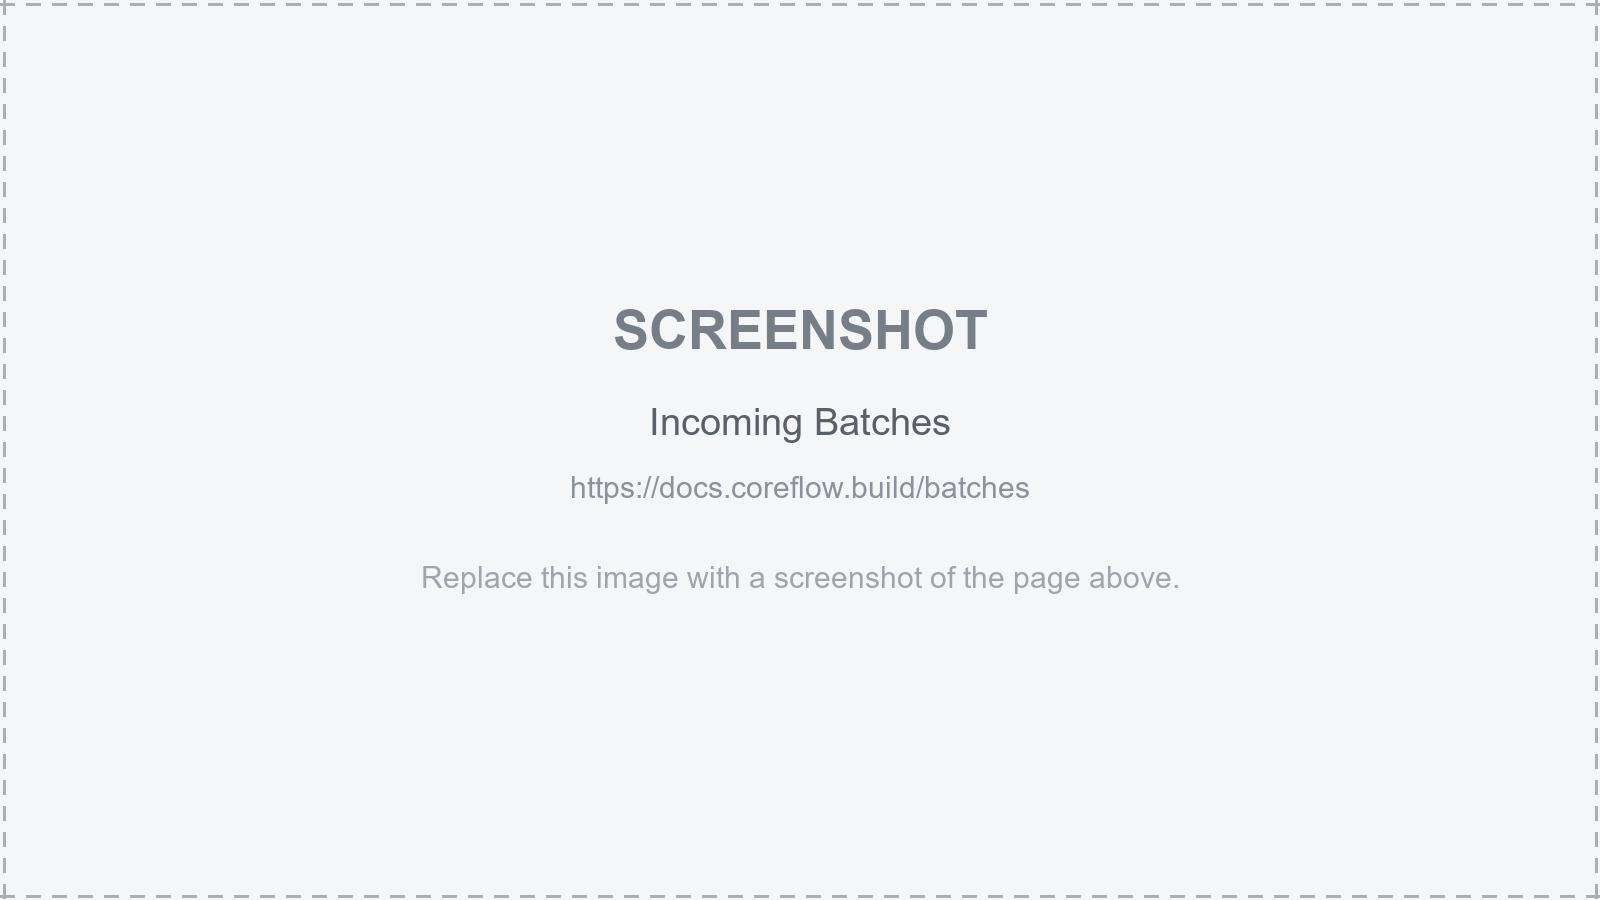 SCREENSHOT
Incoming Batches
https://docs.coreflow.build/batches
Replace this image with a screenshot of the page above.